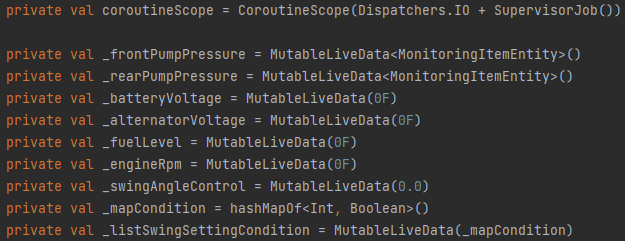 private val coroutineScope = CoroutineScope(Dispatchers.IO + SupervisorJob())
private val _frontPumpPressure = MutableLiveData<MonitoringItemEntity>()
private val _rearPumpPressure = MutableLiveData<MonitoringItemEntity>()
private val _batteryVoltage = MutableLiveData(0F)
private val _alternatorVoltage = MutableLiveData(0F)
private val _fuelLevel = MutableLiveData(0F)
private val _engineRpm = MutableLiveData(0F)
private val _swingAngleControl = MutableLiveData(0.0)
private val _mapCondition = hashMapOf<Int, Boolean>()
private val _listSwingSettingCondition = MutableLiveData(_mapCondition)